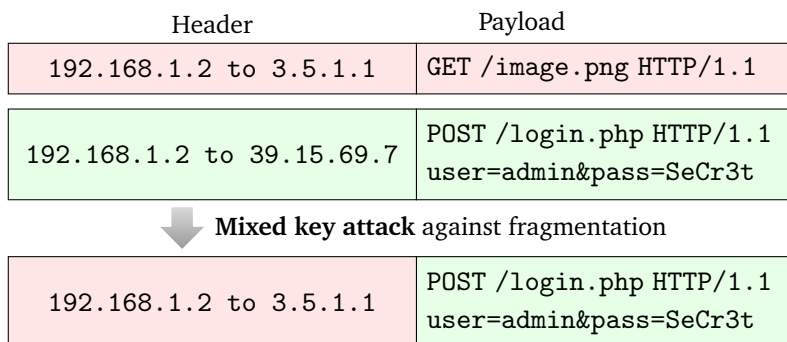 Header Payload
192.168.1.2 to 3.5.1.1 GET /image.png HTTP/1.1
192.168.1.2 to 39.15.69.7 POST /login.php HTTP/1.1
user=admin&pass=SeCr3t
Mixed key attack against fragmentation
192.168.1.2 to 3.5.1.1 POST /login.php HTTP/1.1
user=admin&pass=SeCr3t